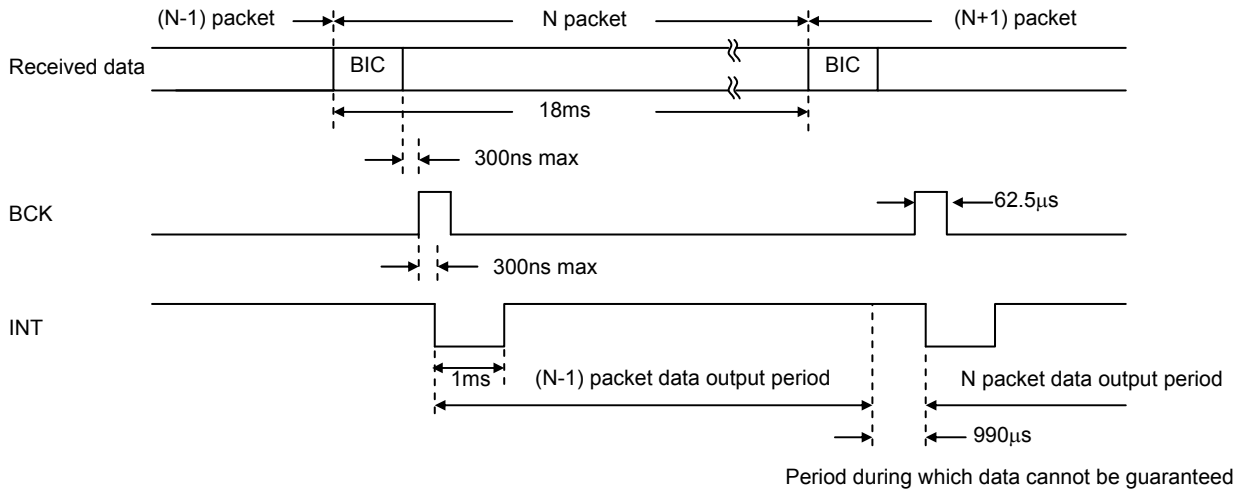 (N-1) packet N packet (N+1) packet
Received data BIC BIC
18ms
300ns max
BCK 62.5μs
300ns max
INT
1ms (N-1) packet data output period N packet data output period
990μs
Period during which data cannot be guaranteed